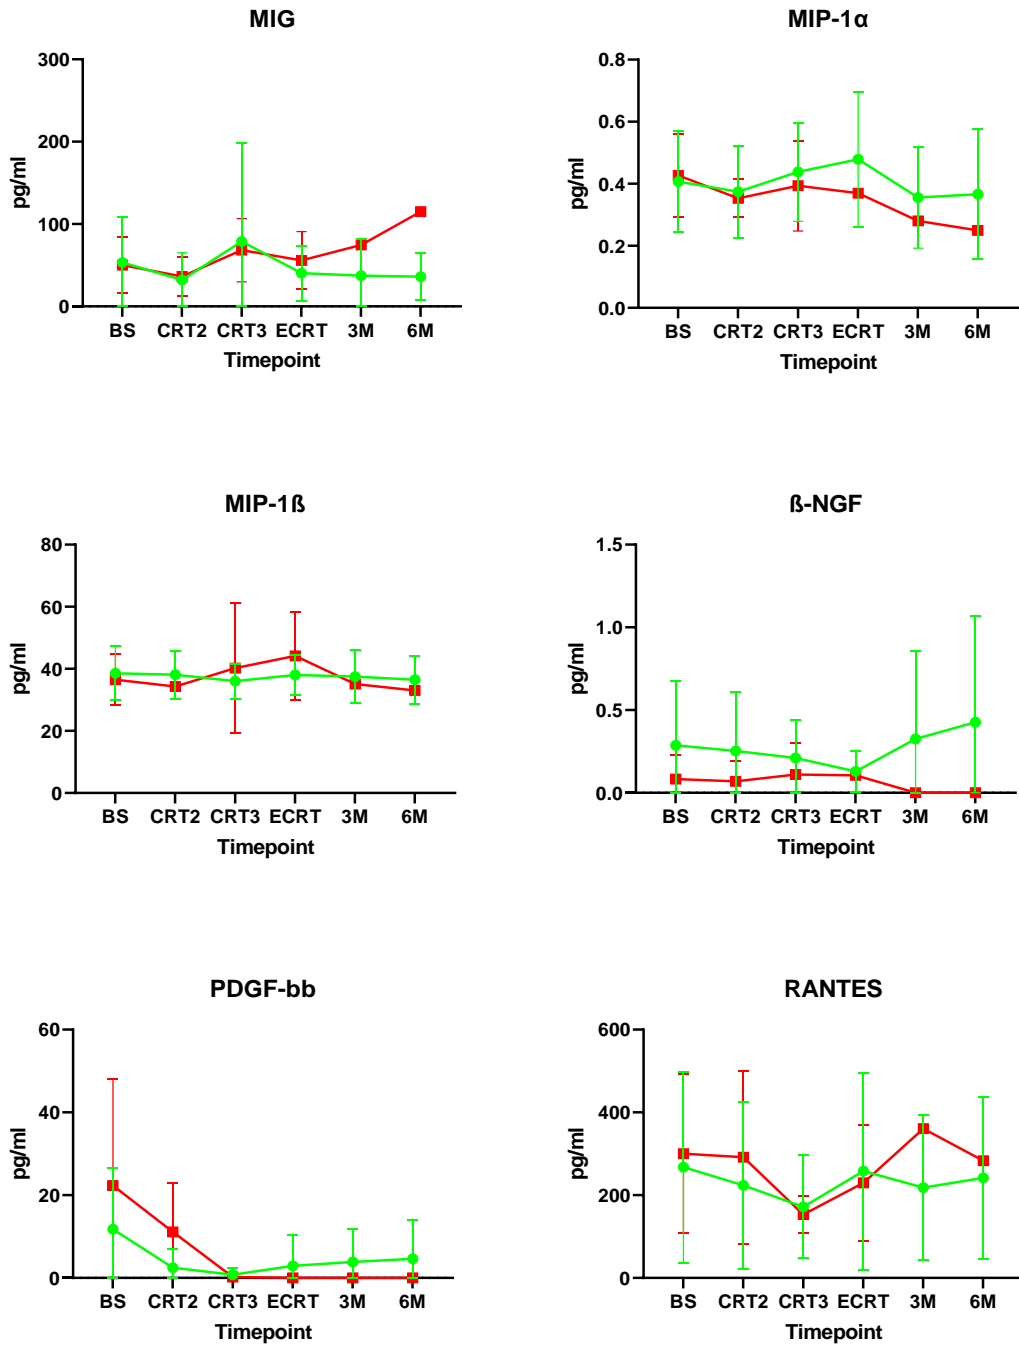 MIG
300
200
100
0
pg/ml
BS CRT2 CRT3 ECRT 3M 6M
Timepoint
MIP-1α
0.8
0.6
0.4
0.2
0.0
pg/ml
BS CRT2 CRT3 ECRT 3M 6M
Timepoint
MIP-1ß
80
60
40
20
0
pg/ml
BS CRT2 CRT3 ECRT 3M 6M
Timepoint
ß-NGF
1.5
1.0
0.5
0.0
pg/ml
BS CRT2 CRT3 ECRT 3M 6M
Timepoint
PDGF-bb
60
40
20
0
pg/ml
BS CRT2 CRT3 ECRT 3M 6M
Timepoint
RANTES
600
400
200
0
pg/ml
BS CRT2 CRT3 ECRT 3M 6M
Timepoint